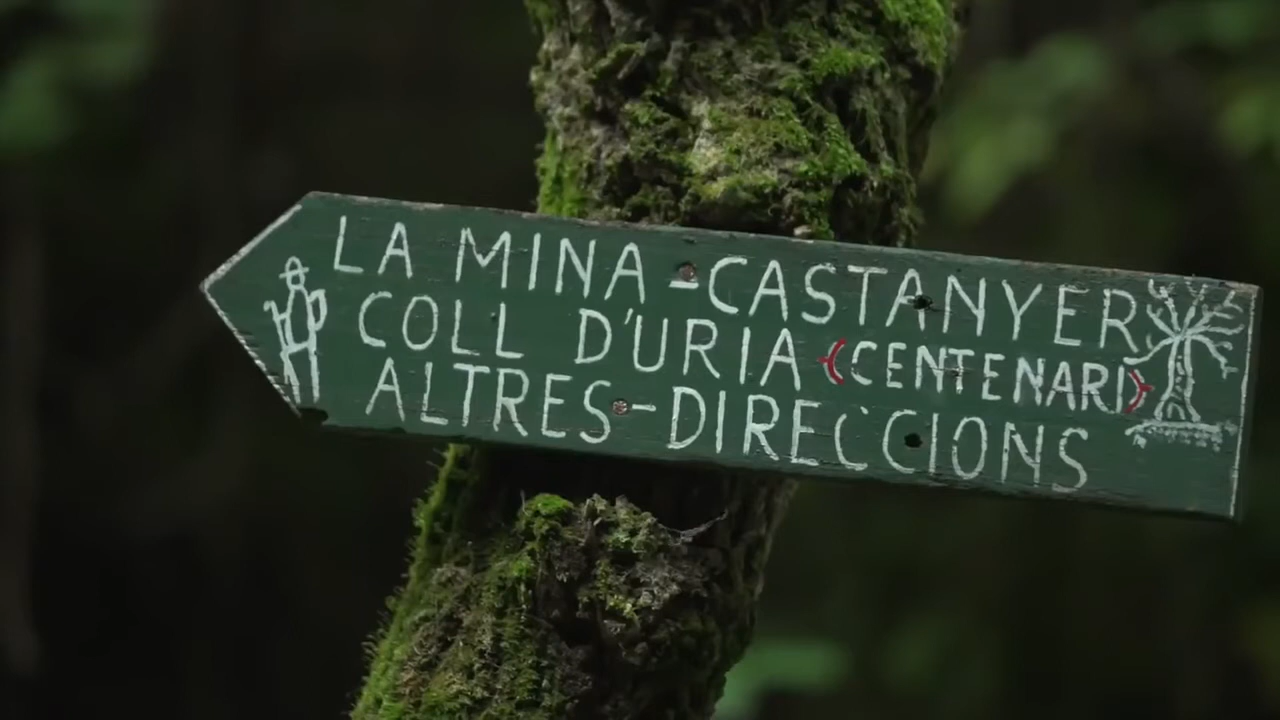 LA MINA - CASTANYER
COLL D'URIA (CENTENARI)
ALTRES - DIRECCIONS